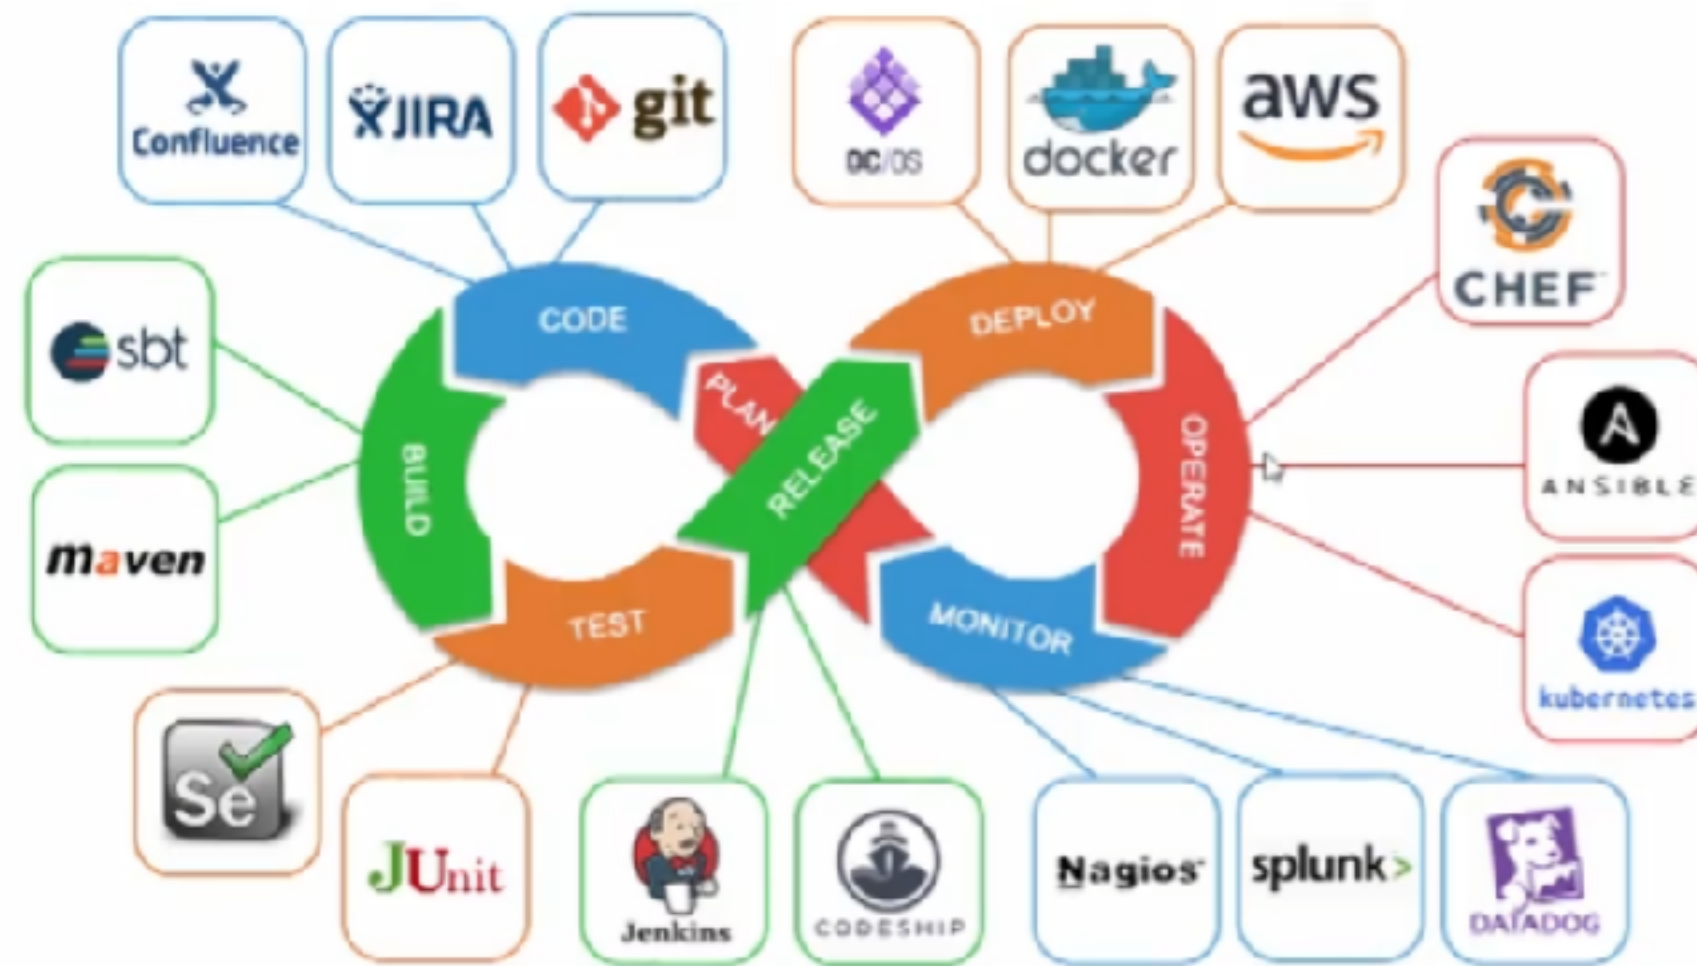 Confluence
JIRA
git
DC/OS
docker
aws
CHEF
sbt
CODE
DEPLOY
PLAN
RELEASE
BUILD
OPERATE
ANSIBLE
maven
TEST
MONITOR
kubernetes
Se
JUnit
Jenkins
CODESHIP
Nagios
splunk>
DATADOG